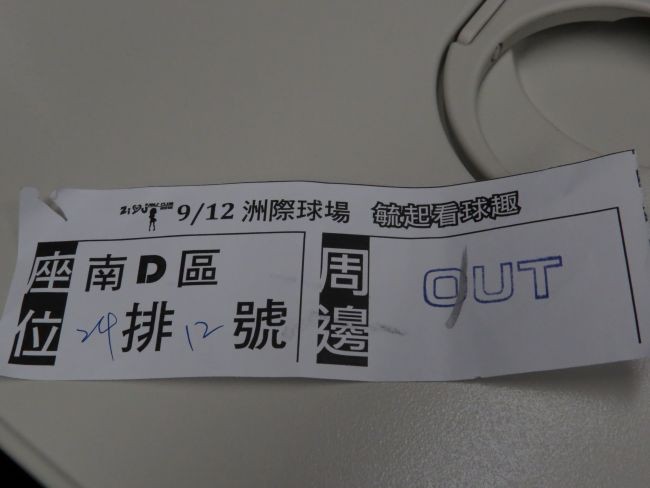 9/12 洲際球場 毓起看球趣
座位 南D區
24排12號
周邊 OUT